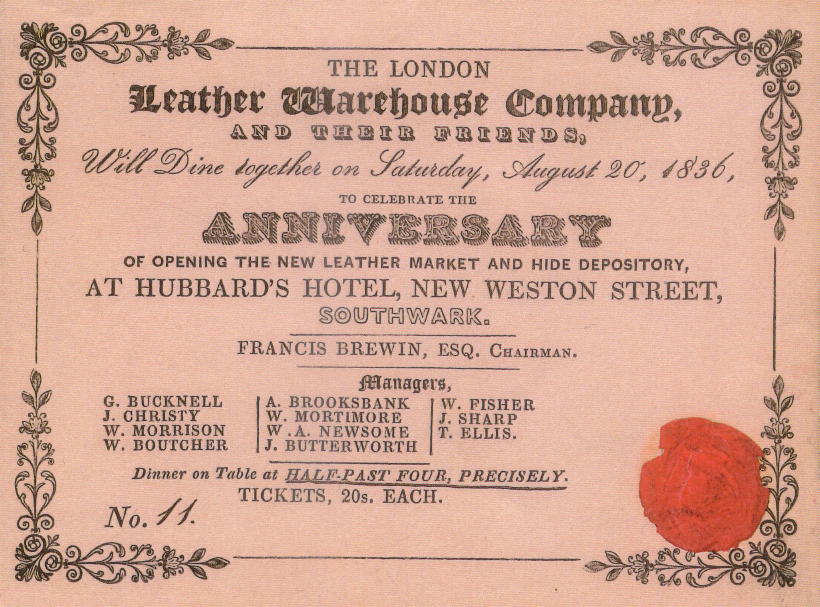 THE LONDON
Leather Warehouse Company,
AND THEIR FRIENDS,
Will Dine together on Saturday, August 20, 1836,
TO CELEBRATE THE
ANNIVERSARY
OF OPENING THE NEW LEATHER MARKET AND HIDE DEPOSITORY,
AT HUBBARD'S HOTEL, NEW WESTON STREET,
SOUTHWARK.
FRANCIS BREWIN, ESQ. CHAIRMAN.
Managers,
G. BUCKNELL
J. CHRISTY
W. MORRISON
W. BOUTCHER
A. BROOKSBANK
W. MORTIMORE
W. A. NEWSOME
J. BUTTERWORTH
W. FISHER
J. SHARP
T. ELLIS.
Dinner on Table at HALF-PAST FOUR, PRECISELY.
TICKETS, 20s. EACH.
No. 11.